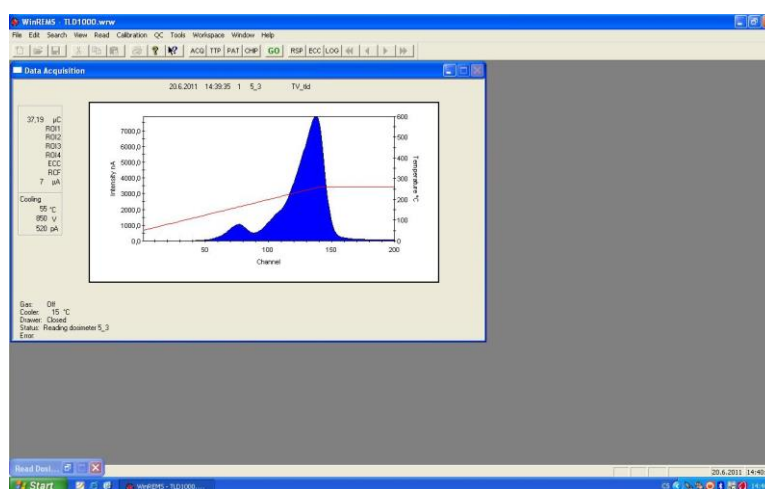 WinREMS - TLD1000.wrw
File Edit Search View Read Calibration QC Tools Workspace Window Help
ACQ TTP PAT CHP GO RSP ECC LOG
Data Acquisition
20.6.2011 14:39:35 1 5_3 TV_tld
37,19 µC
ROI1
ROI2
ROI3
ROI4
ECC
RCF
7 µA
Cooling
55 °C
850 V
520 pA
7000,0
6000,0
5000,0
4000,0
3000,0
2000,0
1000,0
0,0
Intensity nA
600
500
400
300
200
100
0
Temperature °C
50 100 150 200
Channel
Gas: Off
Cooler: 15 °C
Drawer: Closed
Status: Reading dosimeter 5_3
Error:
Read Dosi...
20.6.2011 14:40
Start WinREMS - TLD1000....
CS